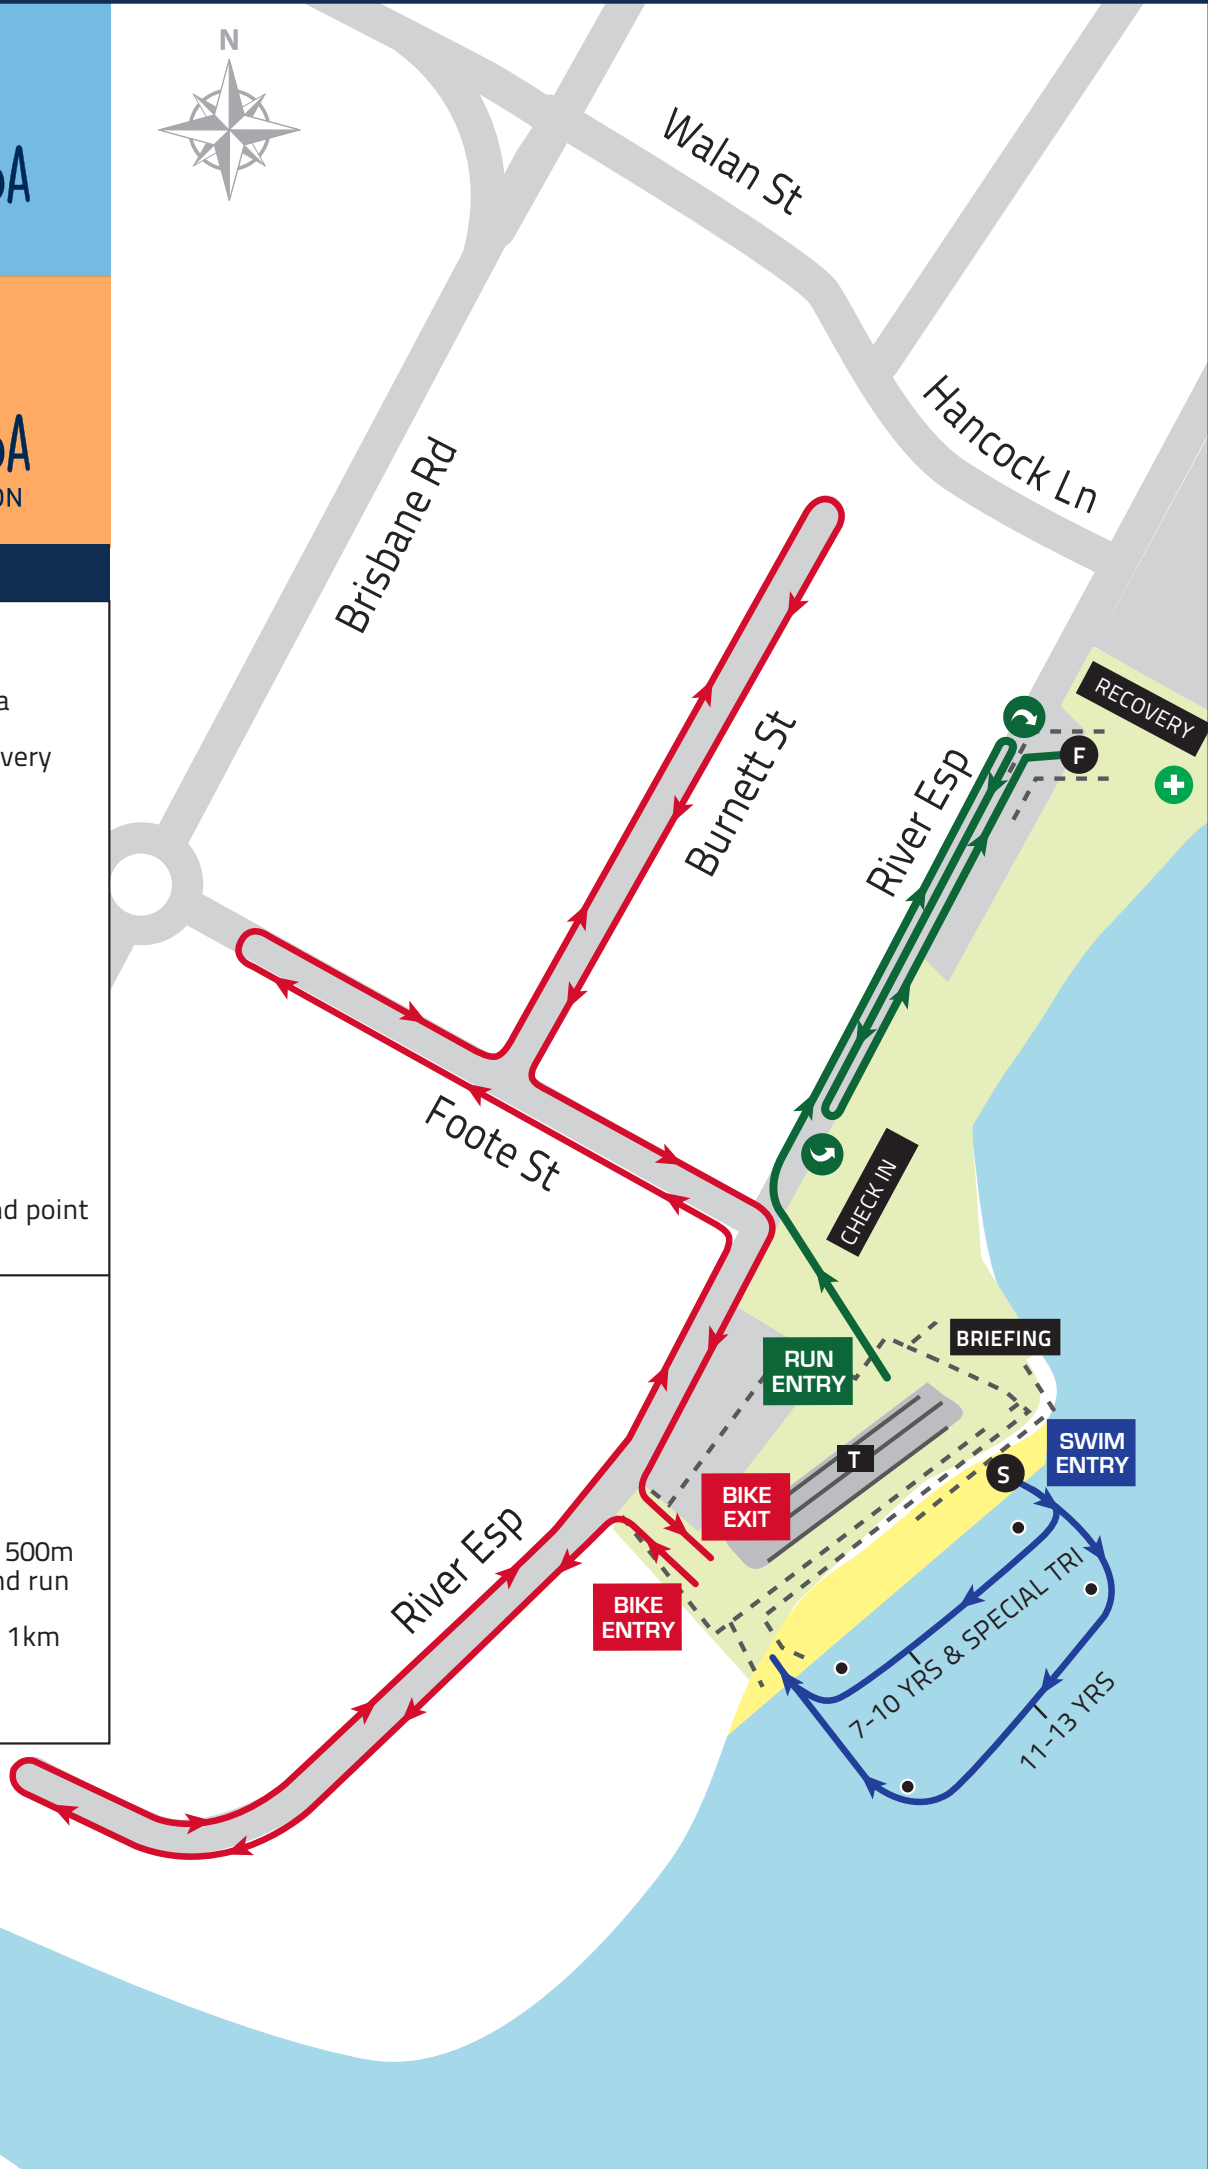 N
Walan St
Hancock Ln
Brisbane Rd
ON
a
very
RECOVERY
F
Burnett St
River Esp
Foote St
CHECK IN
nd point
BRIEFING
RUN
ENTRY
T
SWIM
ENTRY
S
BIKE
EXIT
River Esp
BIKE
ENTRY
7-10 YRS & SPECIAL TRI
11-13 YRS
500m
nd run
1km